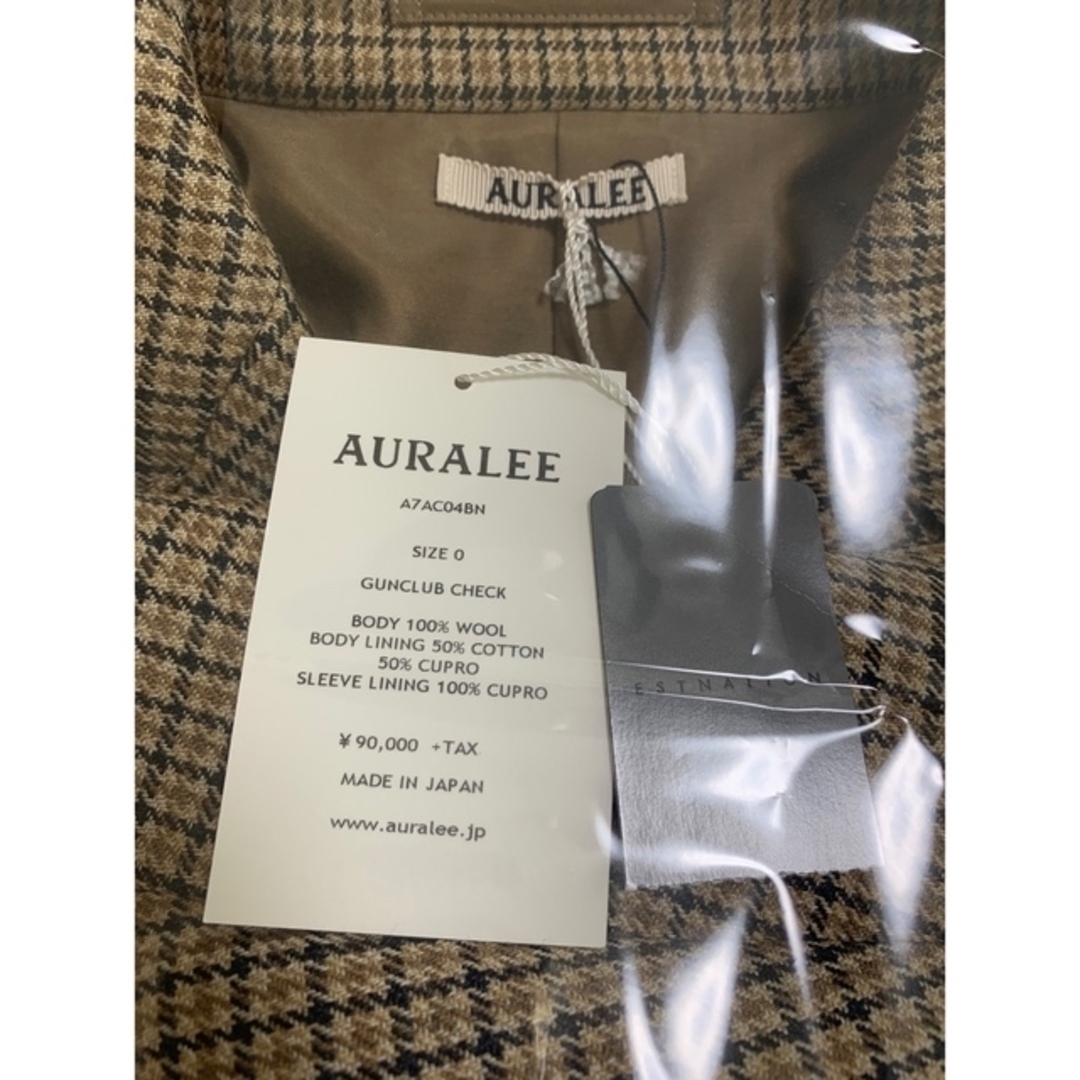 AURALEE
AURALEE
A7AC04BN
SIZE 0
GUNCLUB CHECK
BODY 100% WOOL
BODY LINING 50% COTTON
50% CUPRO
SLEEVE LINING 100% CUPRO
¥90,000 +TAX
MADE IN JAPAN
www.auralee.jp
ESTNATION